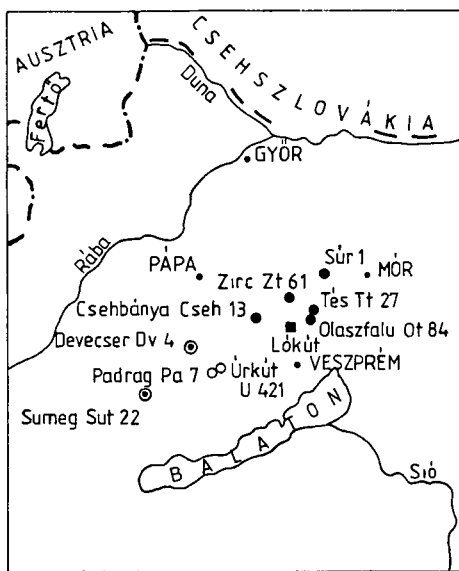 AUSZTRIA
CSEHSZLOVÁKIA
Fertő
Duna
GYŐR
Rába
PÁPA
Súr 1
MÓR
Zirc Zt 61
Tés Tt 27
Csehbánya Cseh 13
Olaszfalu Ot 84
Devecser Dv 4
Lókút
VESZPRÉM
Padrag Pa 7
Úrkút
U 421
Sumeg Sut 22
BALATON
Sió